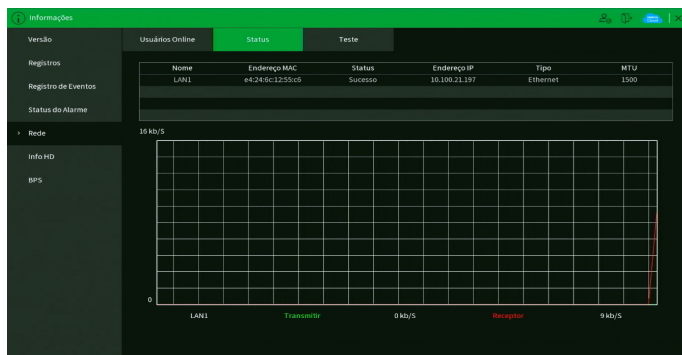 Informações
Versão
Registros
Registro de Eventos
Status do Alarme
Rede
Info HD
BPS
Usuários Online Status Teste
Nome Endereço MAC Status Endereço IP Tipo MTU
LAN1 e4:24:6c:12:55:c6 Sucesso 10.100.21.197 Ethernet 1500
16 kb/S
0
LAN1 Transmitir 0 kb/S Receptor 9 kb/S